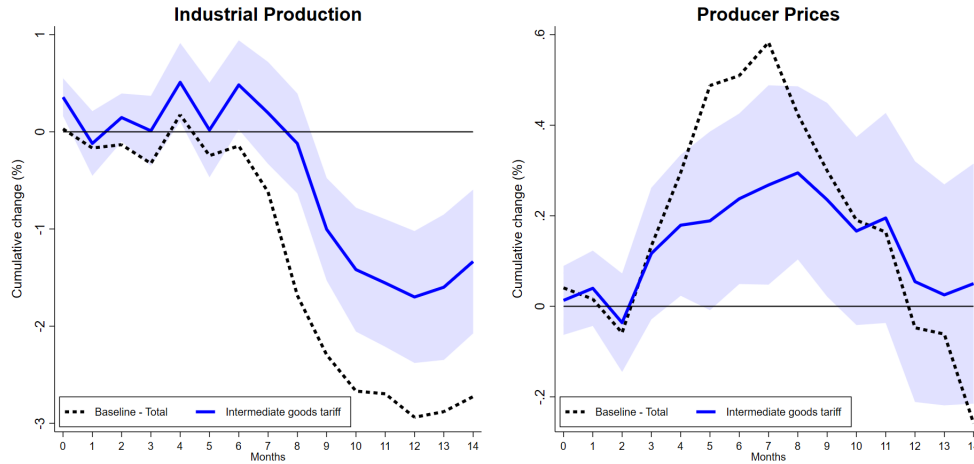 Industrial Production
Cumulative change (%)
1
0
-1
-2
-3
Baseline - Total
Intermediate goods tariff
0 1 2 3 4 5 6 7 8 9 10 11 12 13 14
Months
Producer Prices
Cumulative change (%)
.6
.4
.2
0
-.2
Baseline - Total
Intermediate goods tariff
0 1 2 3 4 5 6 7 8 9 10 11 12 13 14
Months